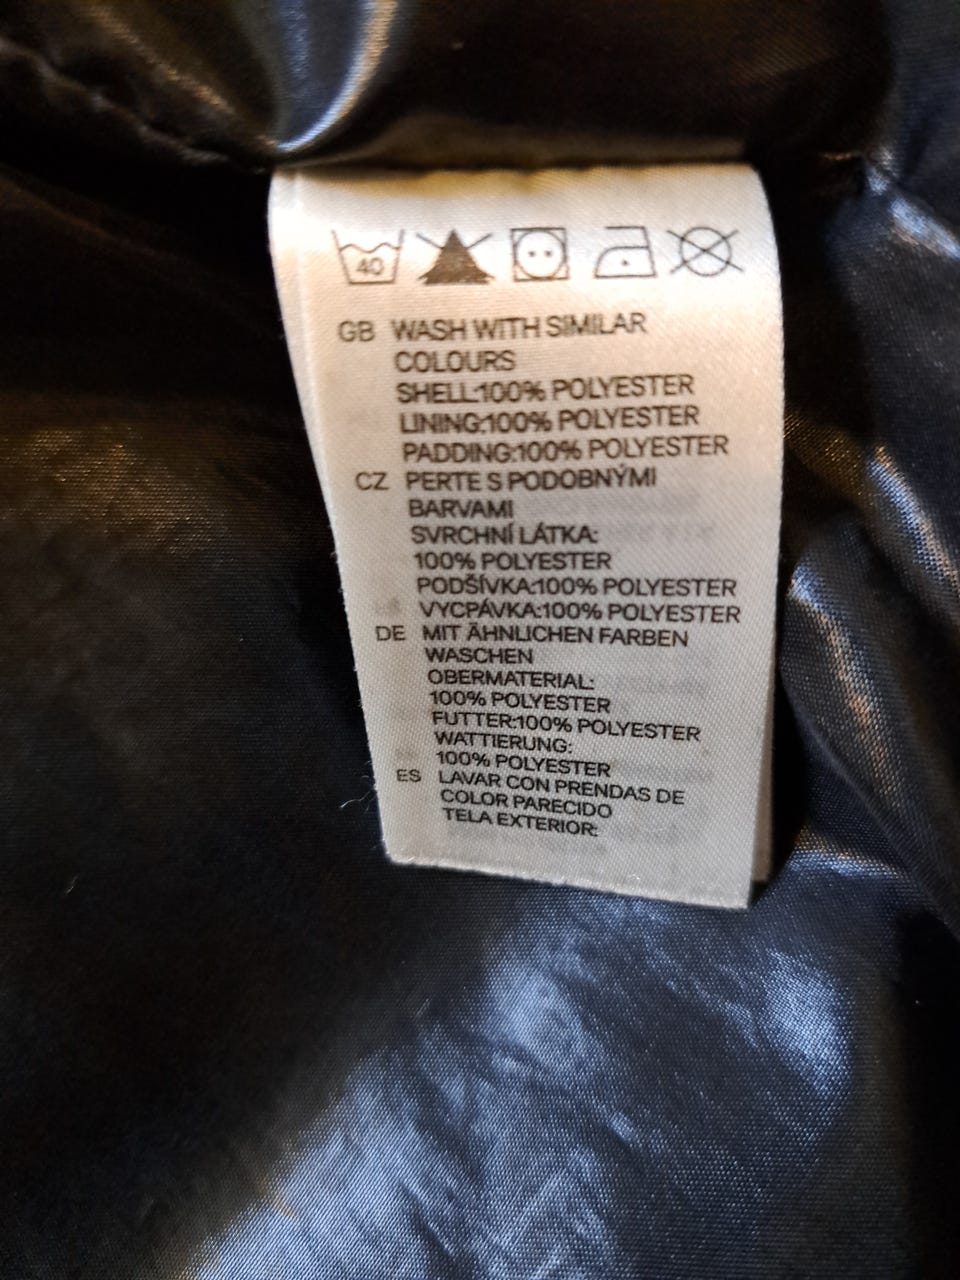 40
GB WASH WITH SIMILAR
COLOURS
SHELL:100% POLYESTER
LINING:100% POLYESTER
PADDING:100% POLYESTER
CZ PERTE S PODOBNÝMI
BARVAMI
SVRCHNÍ LÁTKA:
100% POLYESTER
PODŠÍVKA:100% POLYESTER
VYCPÁVKA:100% POLYESTER
DE MIT ÄHNLICHEN FARBEN
WASCHEN
OBERMATERIAL:
100% POLYESTER
FUTTER:100% POLYESTER
WATTIERUNG:
100% POLYESTER
ES LAVAR CON PRENDAS DE
COLOR PARECIDO
TELA EXTERIOR: